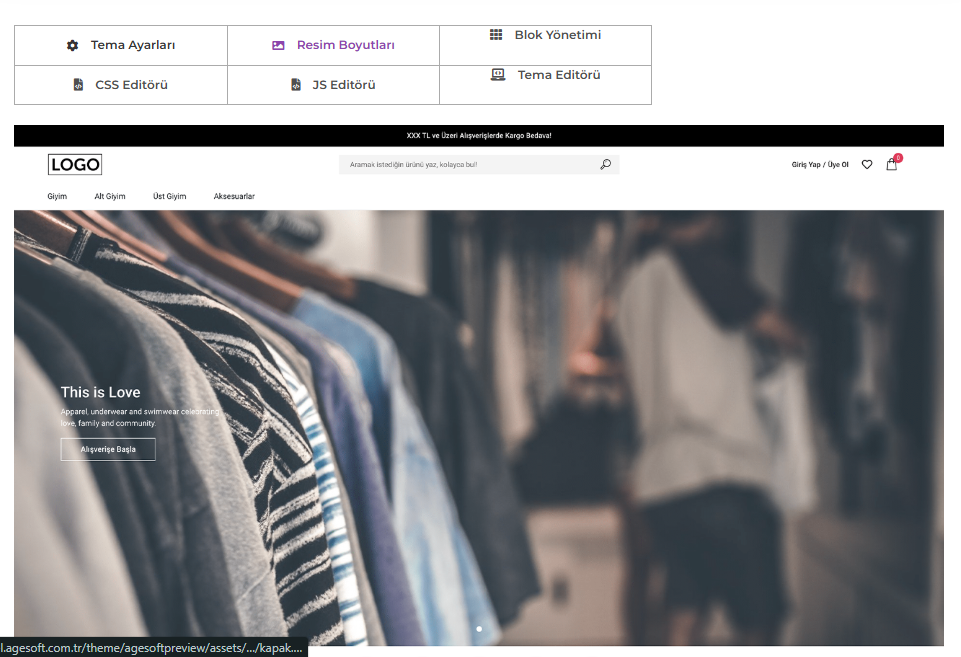 Tema Ayarları
Resim Boyutları
Blok Yönetimi
CSS Editörü
JS Editörü
Tema Editörü
XXX TL ve Üzeri Alışverişlerde Kargo Bedava!
LOGO
Aramak istediğin ürünü yaz, kolayca bul!
Giriş Yap / Üye Ol
0
Giyim
Alt Giyim
Üst Giyim
Aksesuarlar
This is Love
Apparel, underwear and swimwear celebrating
love, family and community.
Alışverişe Başla
l.agesoft.com.tr/theme/agesoftpreview/assets/.../kapak....